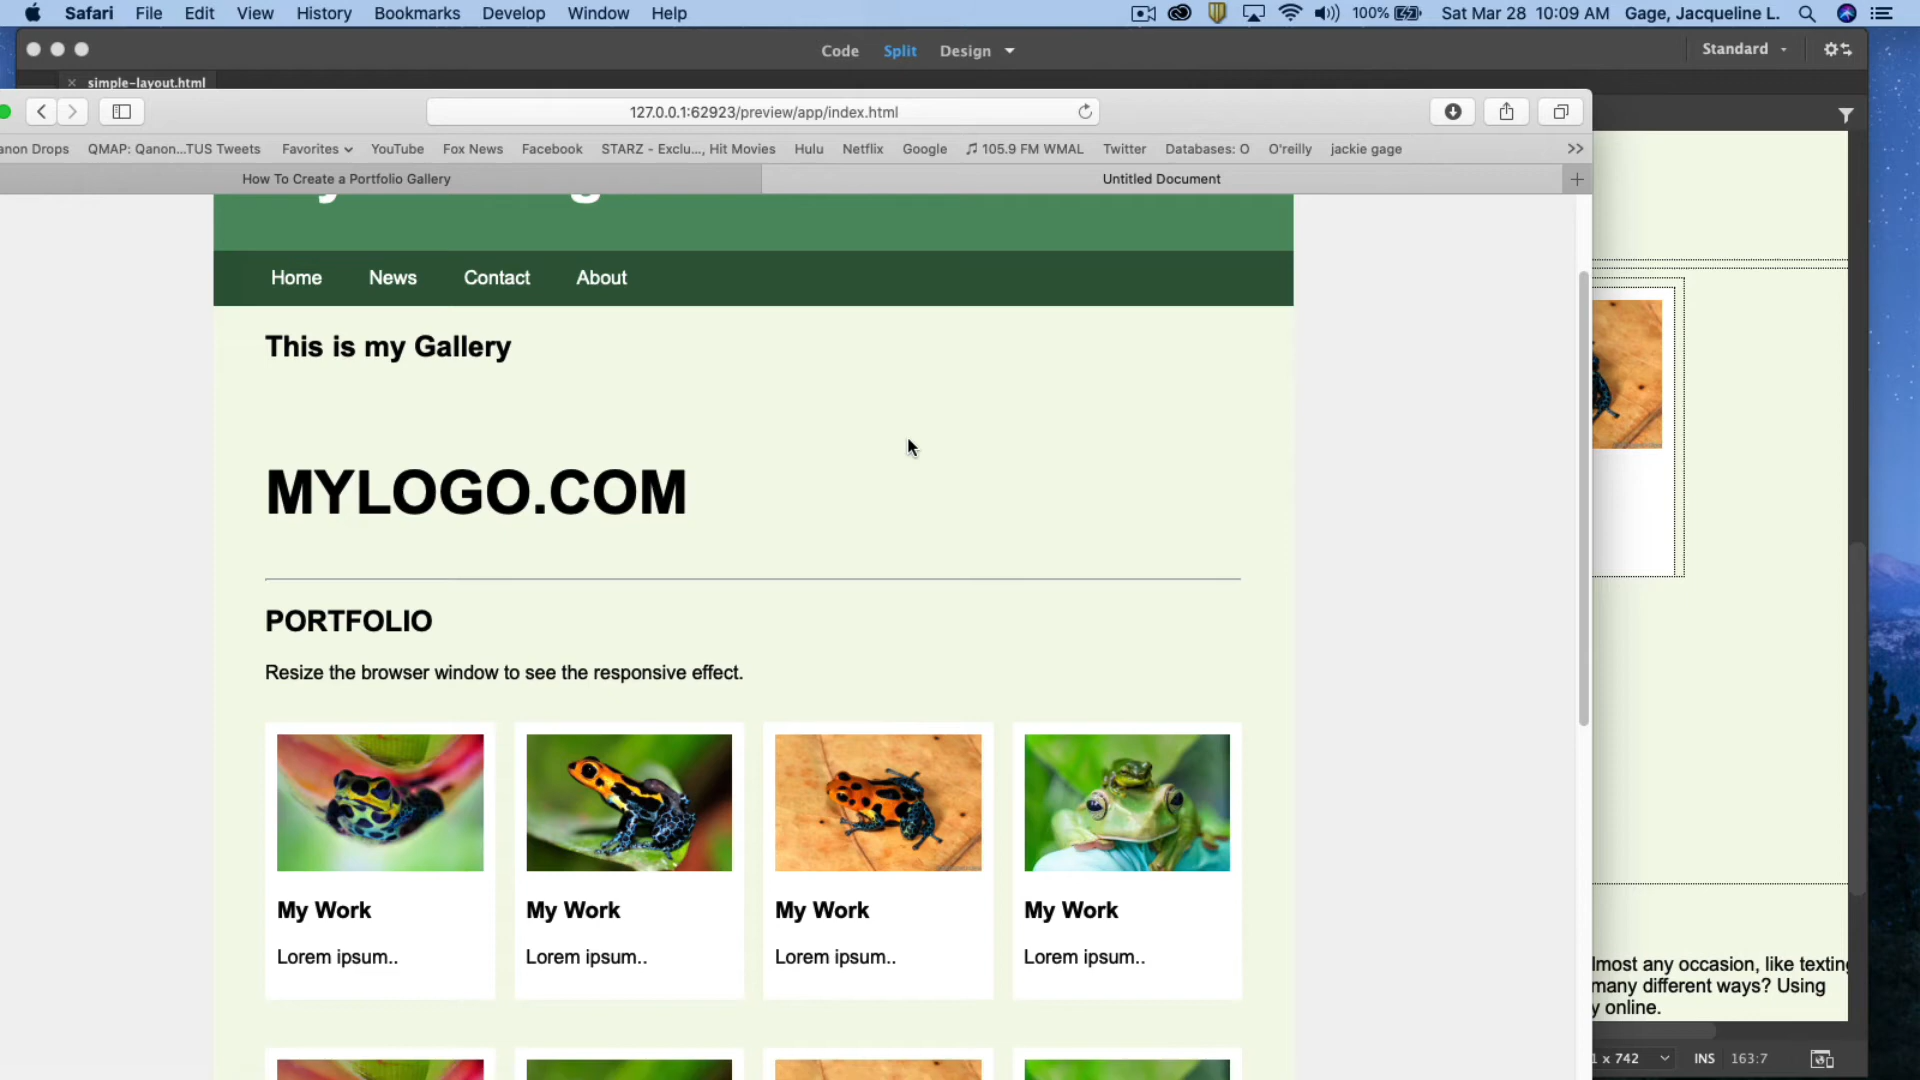 Safari File Edit View History Bookmarks Develop Window Help 100% Sat Mar 28 10:09 AM Gage, Jacqueline L.
Code Split Design Standard
simple-layout.html
127.0.0.1:62923/preview/app/index.html
anon Drops QMAP: Qanon...TUS Tweets Favorites YouTube Fox News Facebook STARZ - Exclu..., Hit Movies Hulu Netflix Google 105.9 FM WMAL Twitter Databases: O O'reilly jackie gage >>
How To Create a Portfolio Gallery Untitled Document
Home News Contact About
This is my Gallery
MYLOGO.COM
PORTFOLIO
Resize the browser window to see the responsive effect.
My Work My Work My Work My Work
Lorem ipsum.. Lorem ipsum.. Lorem ipsum.. Lorem ipsum..
lmost any occasion, like texting
many different ways? Using
y online.
1 x 742 INS 163:7